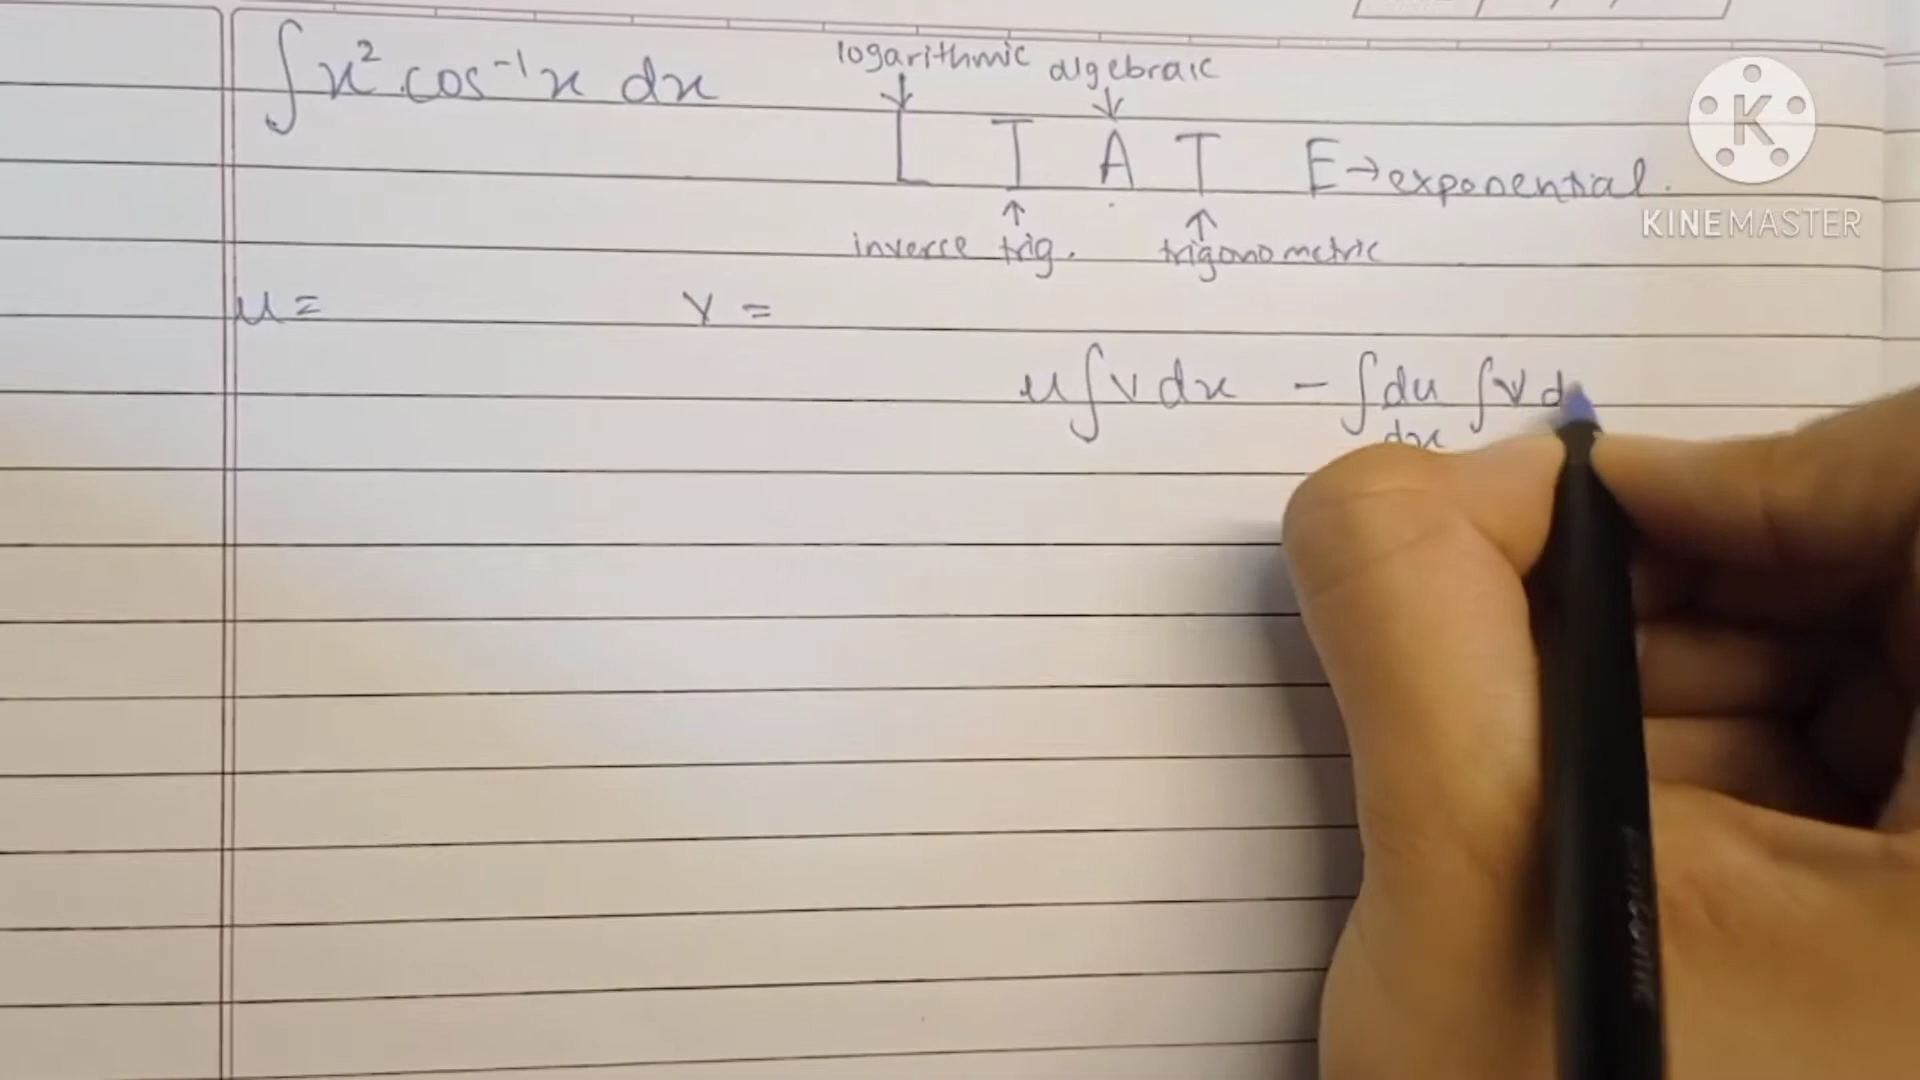 ∫x² cos⁻¹x dx
logarithmic algebraic
L I A T E→exponential.
inverse trig. trigonometric
u = v =
u∫v dx - ∫du/dx ∫v d
K
KINEMASTER